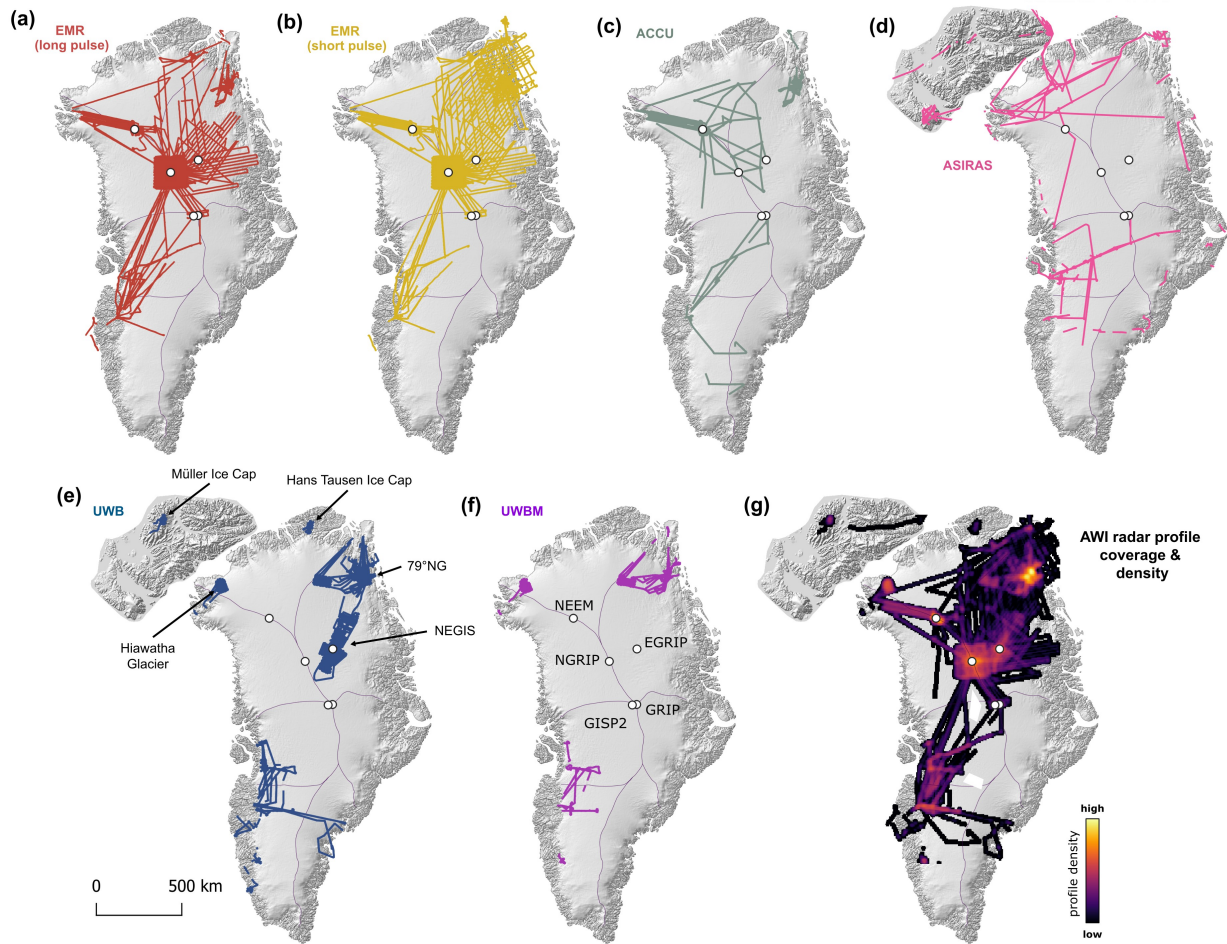 (a)
EMR
(long pulse)
(b)
EMR
(short pulse)
(c)
ACCU
(d)
ASIRAS
(e)
UWB
Müller Ice Cap
Hans Tausen Ice Cap
79°NG
NEGIS
Hiawatha
Glacier
0 500 km
(f)
UWBM
NEEM
NGRIP
EGRIP
GISP2
GRIP
(g)
AWI radar profile
coverage &
density
high
profile density
low